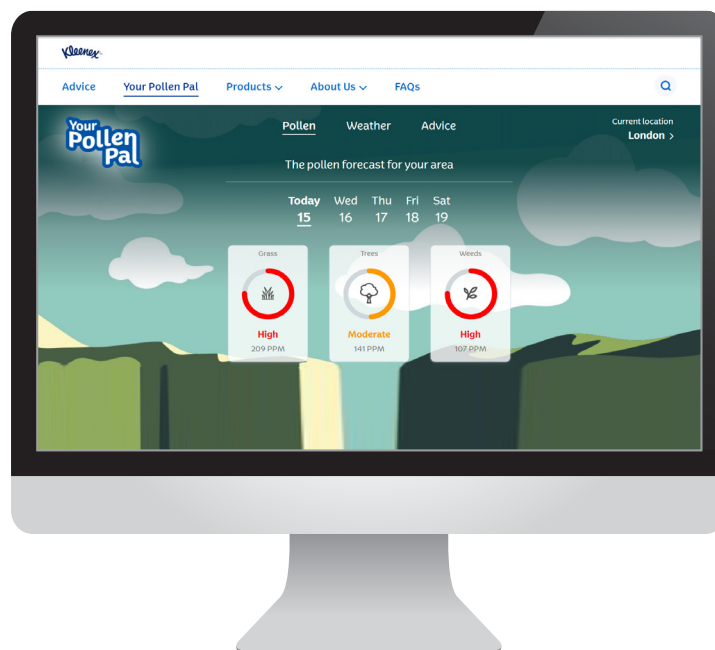 Kleenex
Advice Your Pollen Pal Products About Us FAQs
Your Pollen Pal
Pollen Weather Advice
Current location
London >
The pollen forecast for your area
Today Wed Thu Fri Sat
15 16 17 18 19
Grass Trees Weeds
High Moderate High
209 PPM 141 PPM 107 PPM